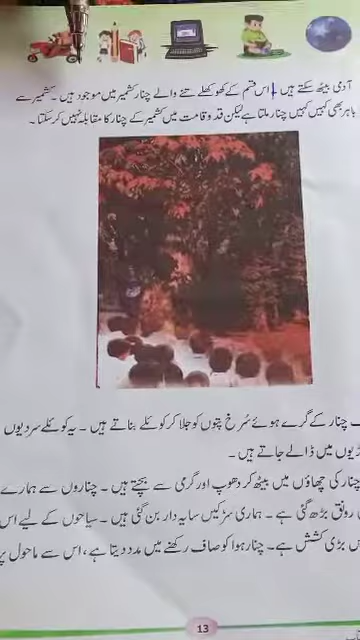 آدمی بیٹھ سکتے ہیں۔ اس قسم کے کھوکھلے تنے والے چنار کشمیر میں موجود ہیں۔ کشمیر سے
باہر بھی کہیں کہیں چنار ملتا ہے لیکن قد و قامت میں کشمیر کے چنار کا مقابلہ نہیں کر سکتا۔
چنار کے گرے ہوئے سُرخ پتوں کو جلا کر کوئلے بناتے ہیں۔ یہ کوئلے سردیوں
میں ڈالے جاتے ہیں۔
چنار کی چھاؤں میں بیٹھ کر دھوپ اور گرمی سے بچتے ہیں۔ چناروں سے ہمارے
رونق بڑھ گئی ہے۔ ہماری سڑکیں سایہ دار بن گئی ہیں۔ سیاحوں کے لیے اس
بڑی کشش ہے۔ چنار ہوا کو صاف رکھنے میں مدد دیتا ہے، اس سے ماحول پر
13